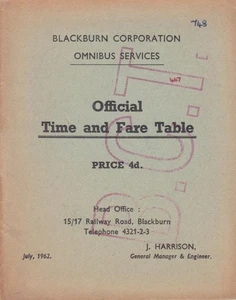 748
BLACKBURN CORPORATION
OMNIBUS SERVICES
Official
Time and Fare Table
PRICE 4d.
B.C.T.
Head Office :
15/17 Railway Road, Blackburn
Telephone 4321-2-3
J. HARRISON,
July, 1962.
General Manager & Engineer.